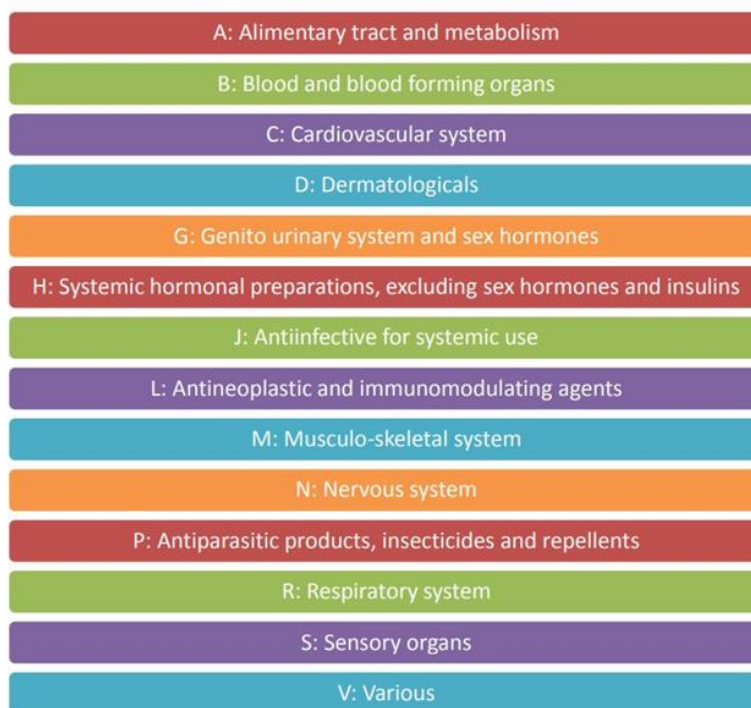 A: Alimentary tract and metabolism
B: Blood and blood forming organs
C: Cardiovascular system
D: Dermatologicals
G: Genito urinary system and sex hormones
H: Systemic hormonal preparations, excluding sex hormones and insulins
J: Antiinfective for systemic use
L: Antineoplastic and immunomodulating agents
M: Musculo-skeletal system
N: Nervous system
P: Antiparasitic products, insecticides and repellents
R: Respiratory system
S: Sensory organs
V: Various